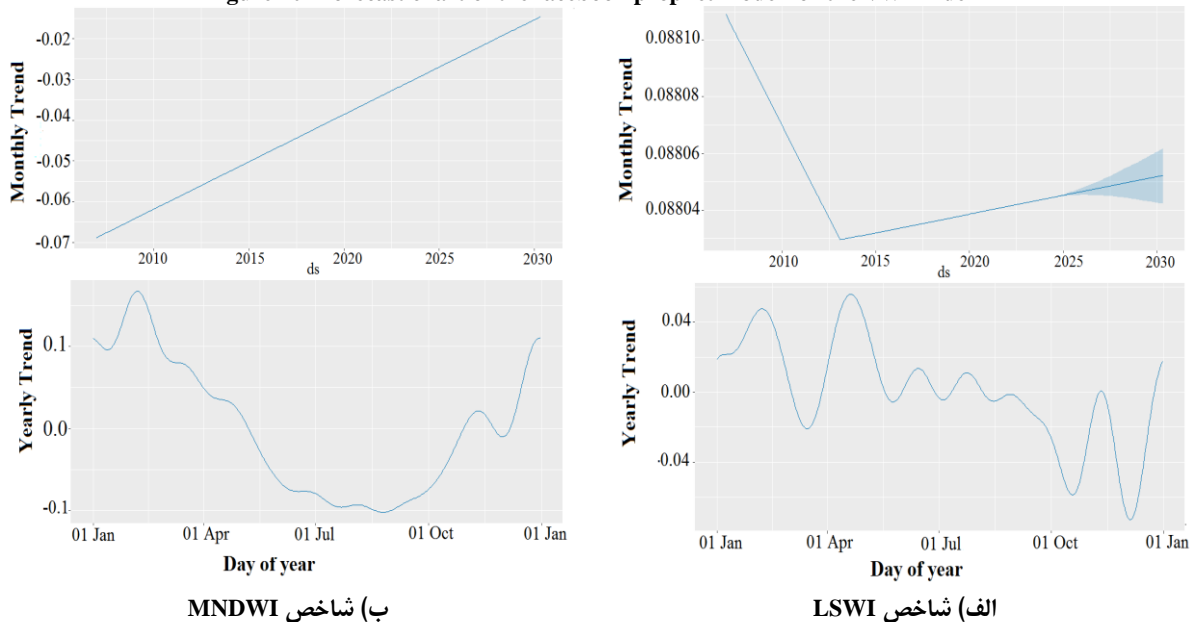 -0.02
-0.03
-0.04
-0.05
-0.06
-0.07
Monthly Trend
2010 2015 2020 2025 2030
ds
0.08810
0.08808
0.08806
0.08804
Monthly Trend
2010 2015 2020 2025 2030
ds
0.1
0.0
-0.1
Yearly Trend
01 Jan 01 Apr 01 Jul 01 Oct 01 Jan
Day of year
0.04
0.00
-0.04
Yearly Trend
01 Jan 01 Apr 01 Jul 01 Oct 01 Jan
Day of year
الف) شاخص LSWI
ب) شاخص MNDWI